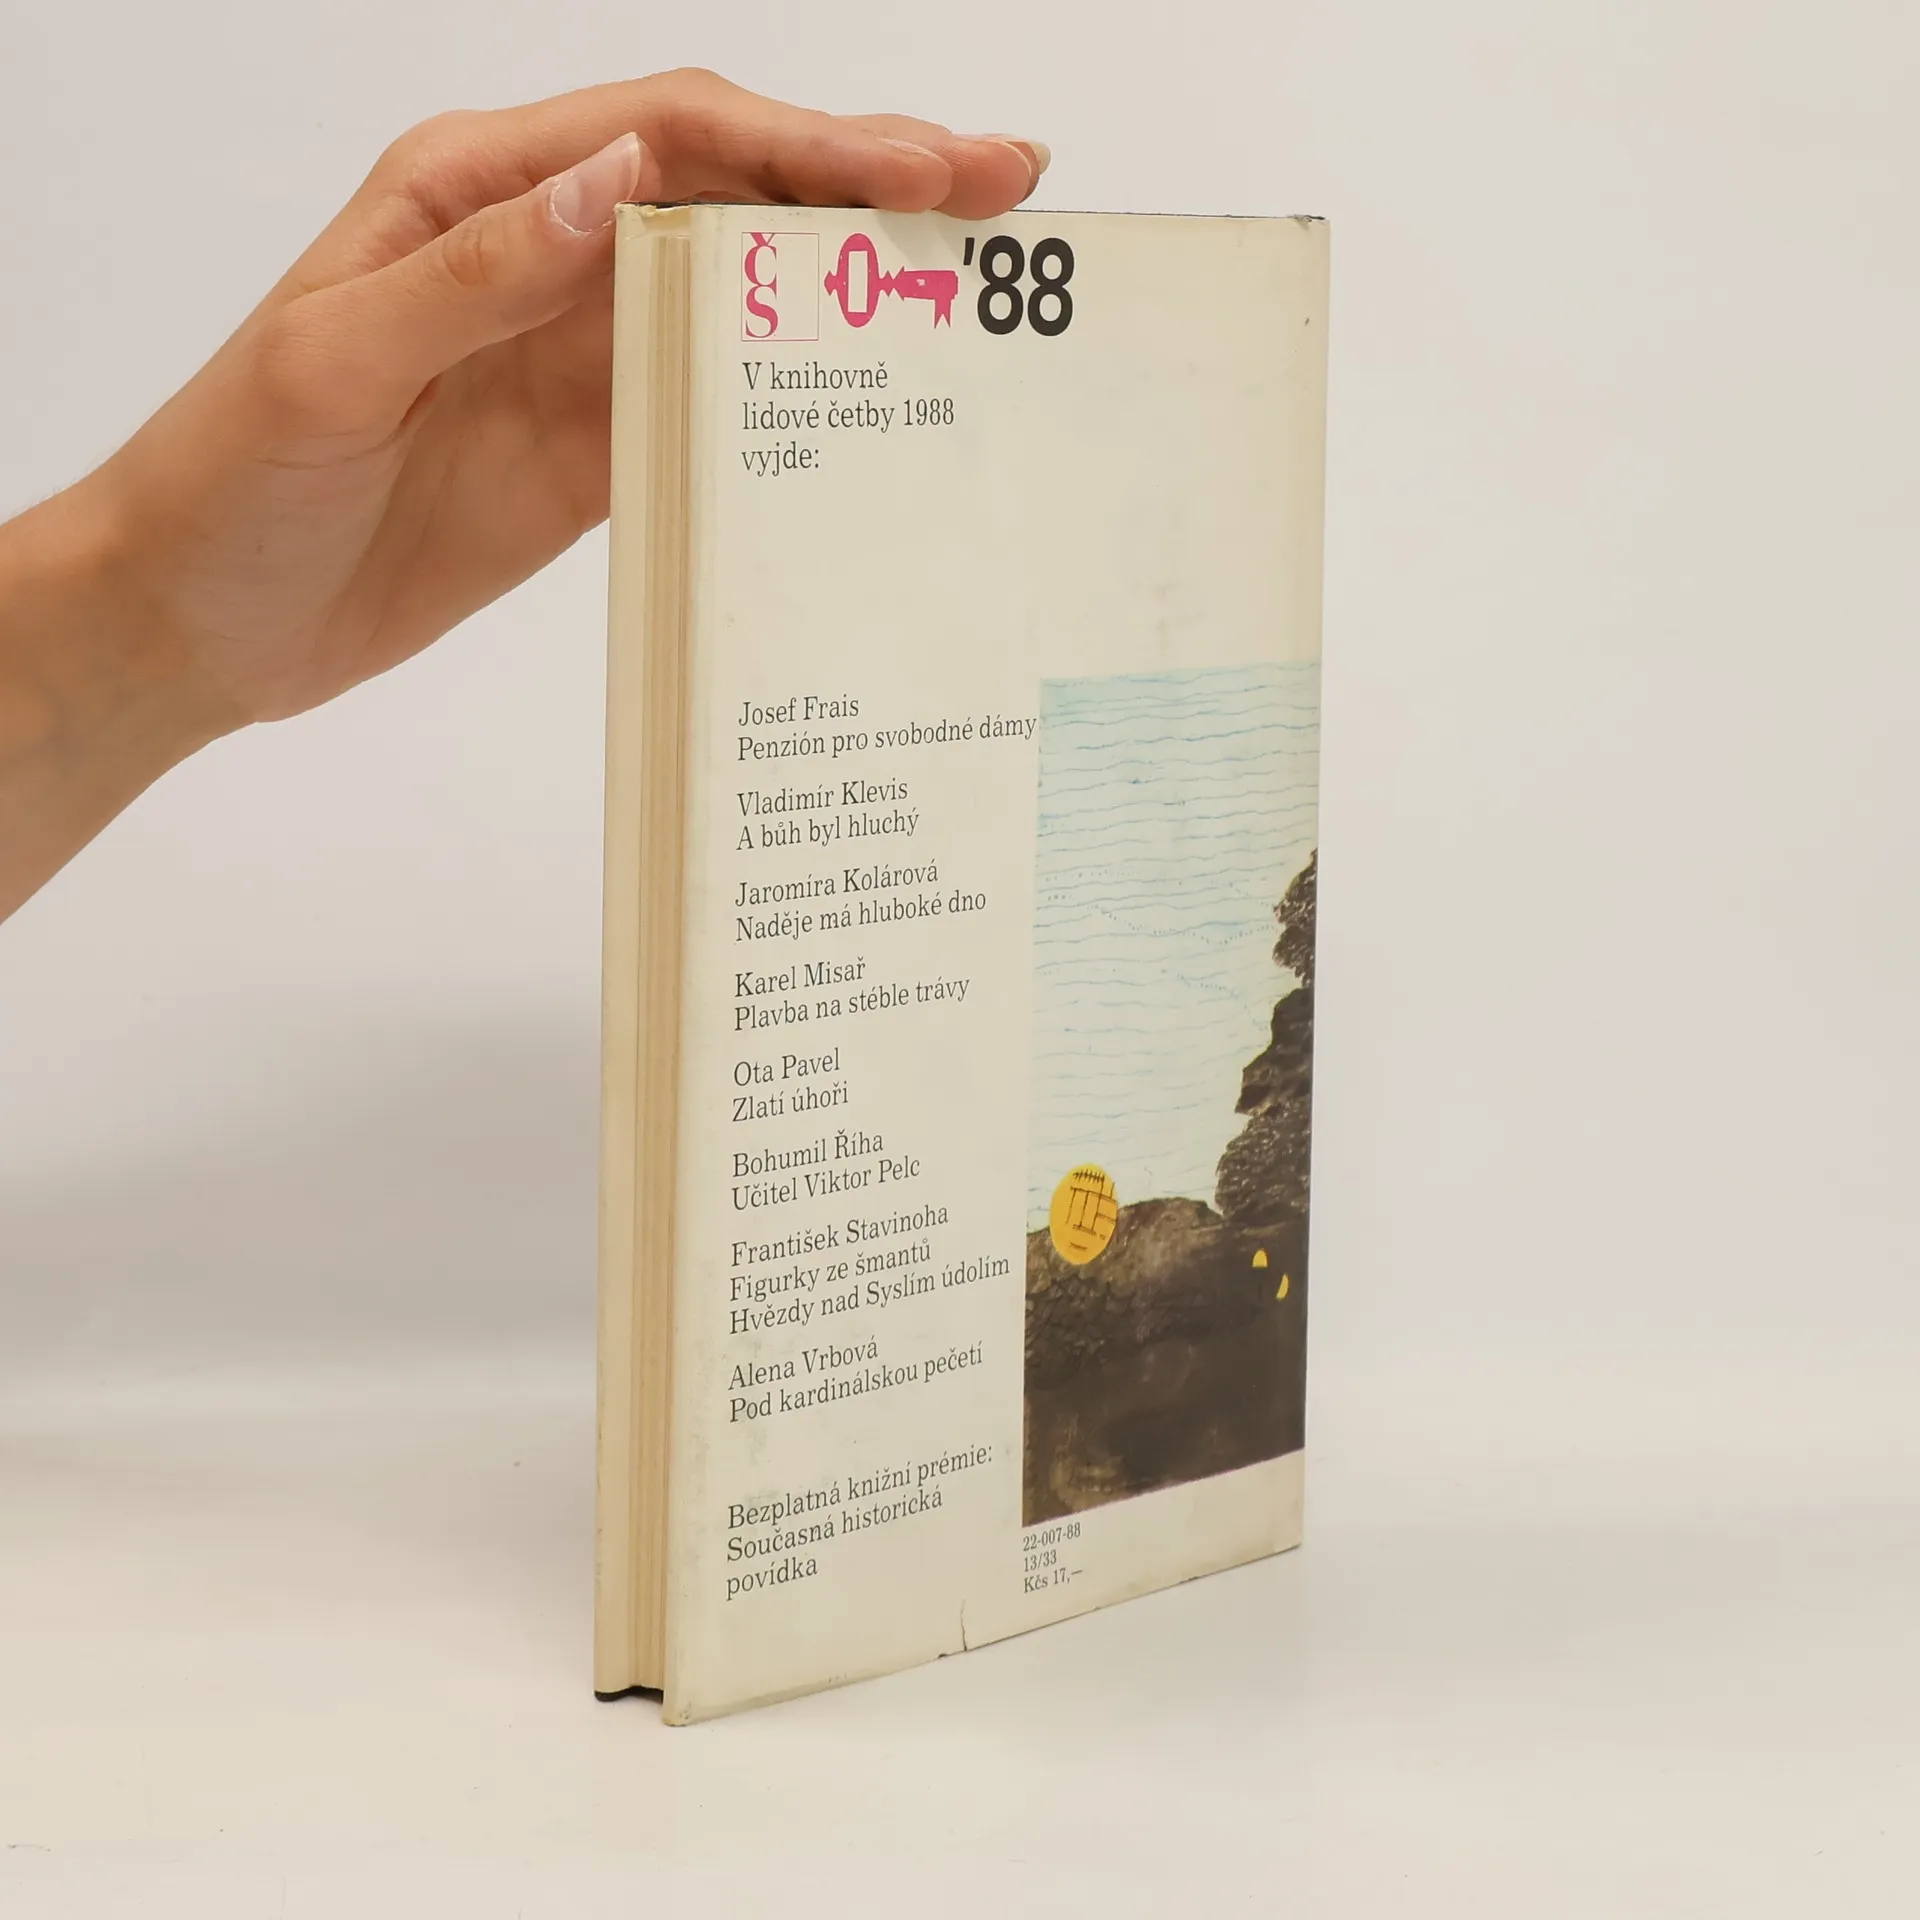 ČS '88
V knihovně
lidové četby 1988
vyjde:
Josef Frais
Penzión pro svobodné dámy
Vladimír Klevis
A bůh byl hluchý
Jaromíra Kolárová
Naděje má hluboké dno
Karel Misař
Plavba na stéble trávy
Ota Pavel
Zlatí úhoři
Bohumil Říha
Učitel Viktor Pelc
František Stavinoha
Figurky ze šmantů
Hvězdy nad Syslím údolím
Alena Vrbová
Pod kardinálskou pečetí
Bezplatná knižní prémie:
Současná historická
povídka
22-007-88
13/33
Kčs 17,—